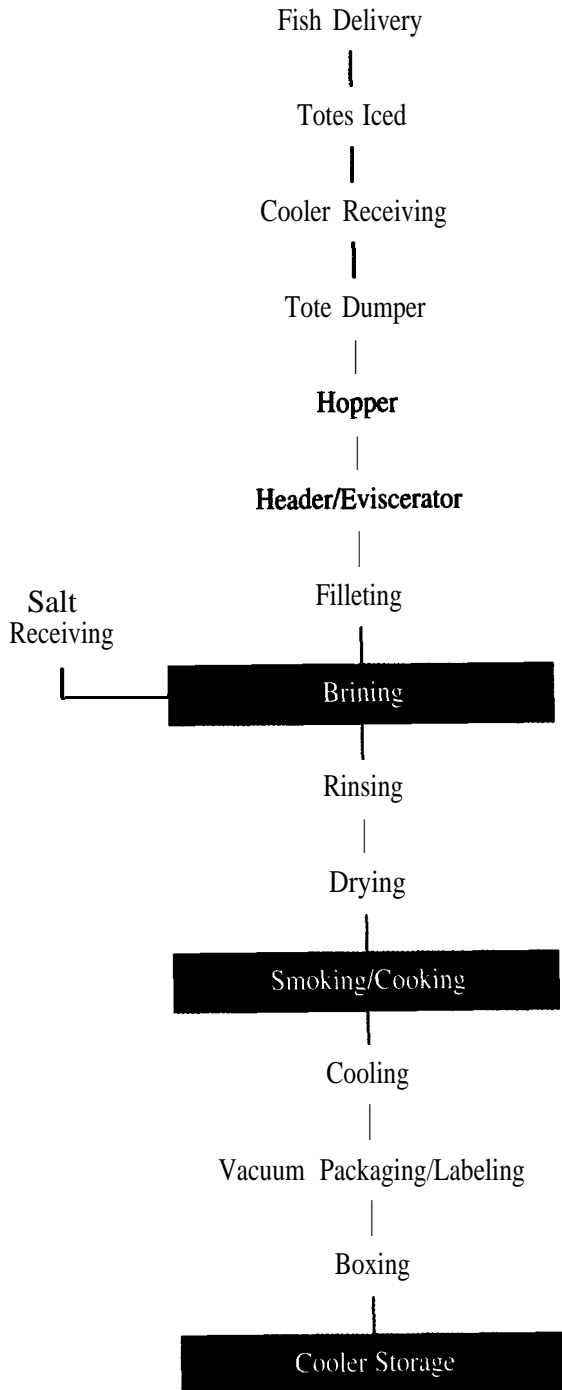 Fish Delivery
Totes Iced
Cooler Receiving
Tote Dumper
Hopper
Header/Eviscerator
Filleting
Salt
Receiving
Brining
Rinsing
Drying
Smoking/Cooking
Cooling
Vacuum Packaging/Labeling
Boxing
Cooler Storage